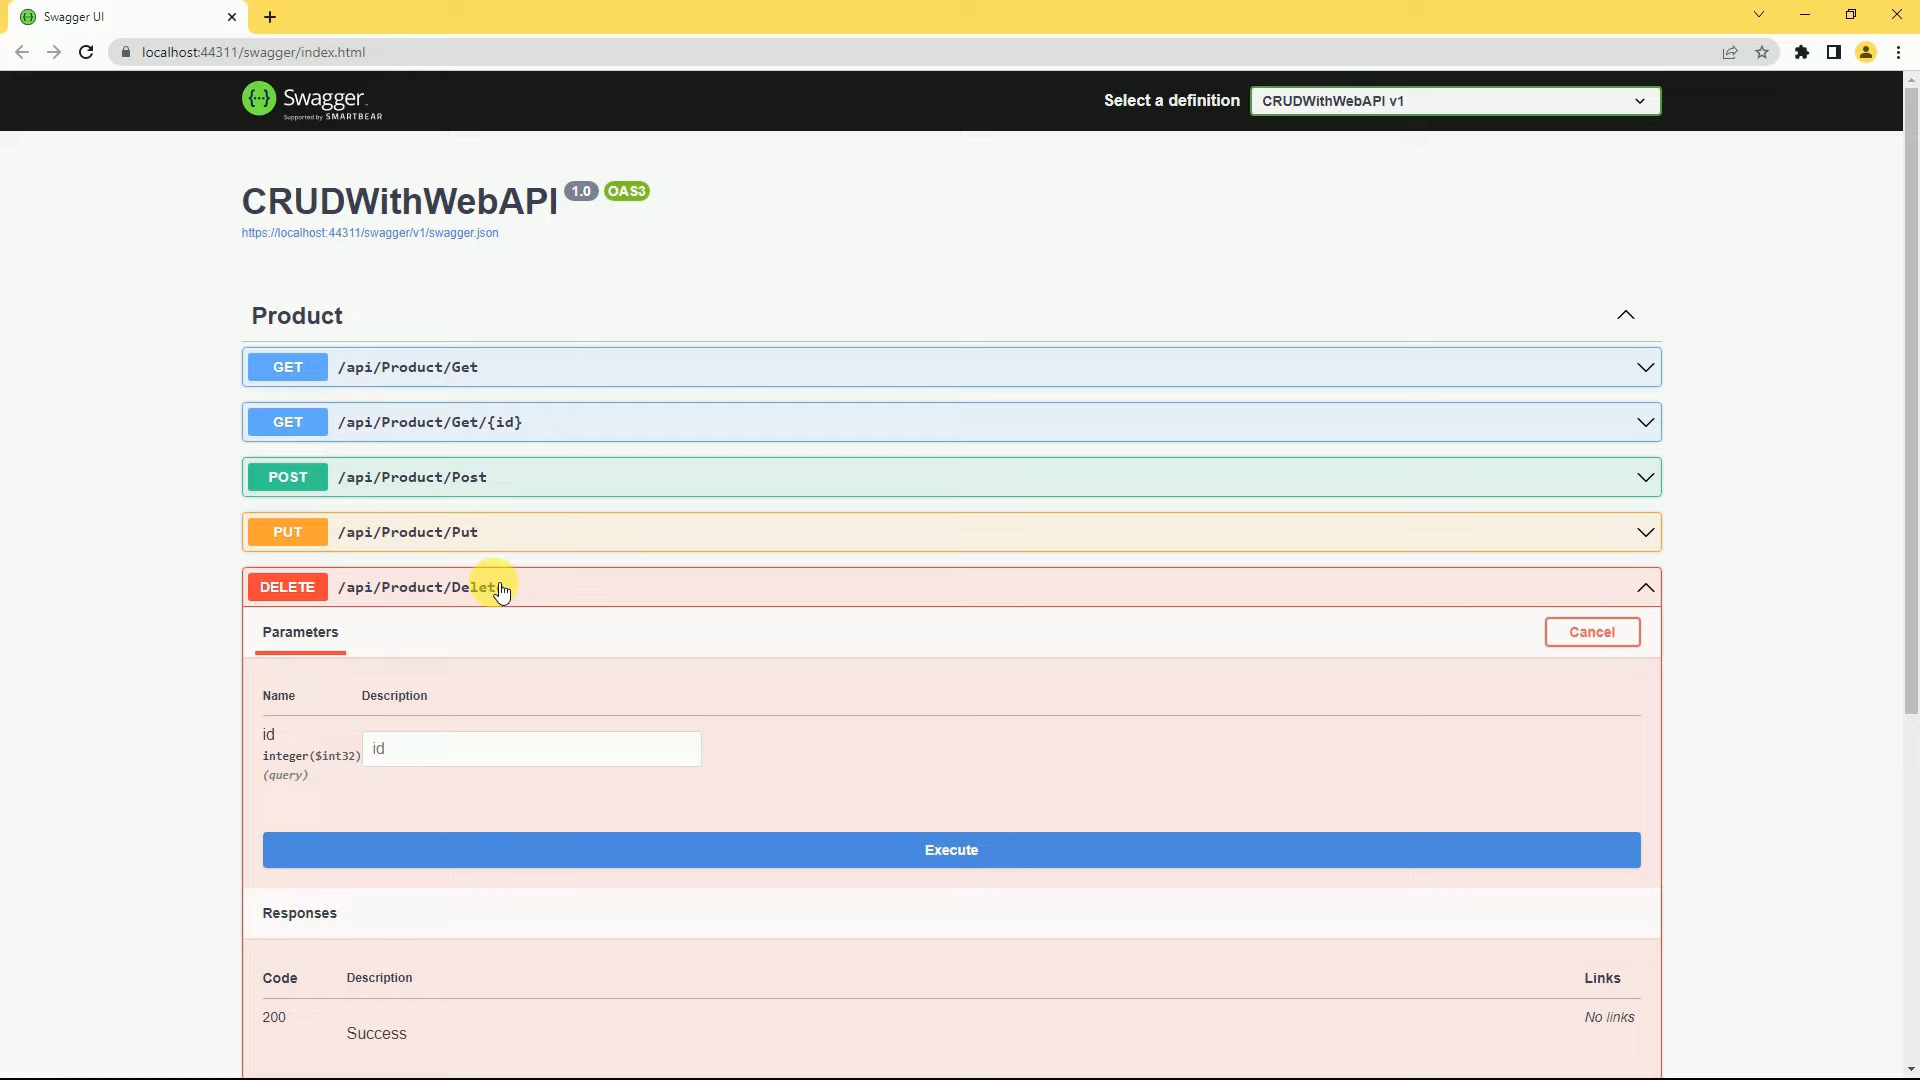 Swagger UI
localhost:44311/swagger/index.html
Swagger
Supported by SMARTBEAR
Select a definition
CRUDWithWebAPI v1
CRUDWithWebAPI 1.0 OAS3
https://localhost:44311/swagger/v1/swagger.json
Product
GET /api/Product/Get
GET /api/Product/Get/{id}
POST /api/Product/Post
PUT /api/Product/Put
DELETE /api/Product/Delet
Parameters
Cancel
Name Description
id
integer($int32)
(query)
id
Execute
Responses
Code Description Links
200
Success
No links